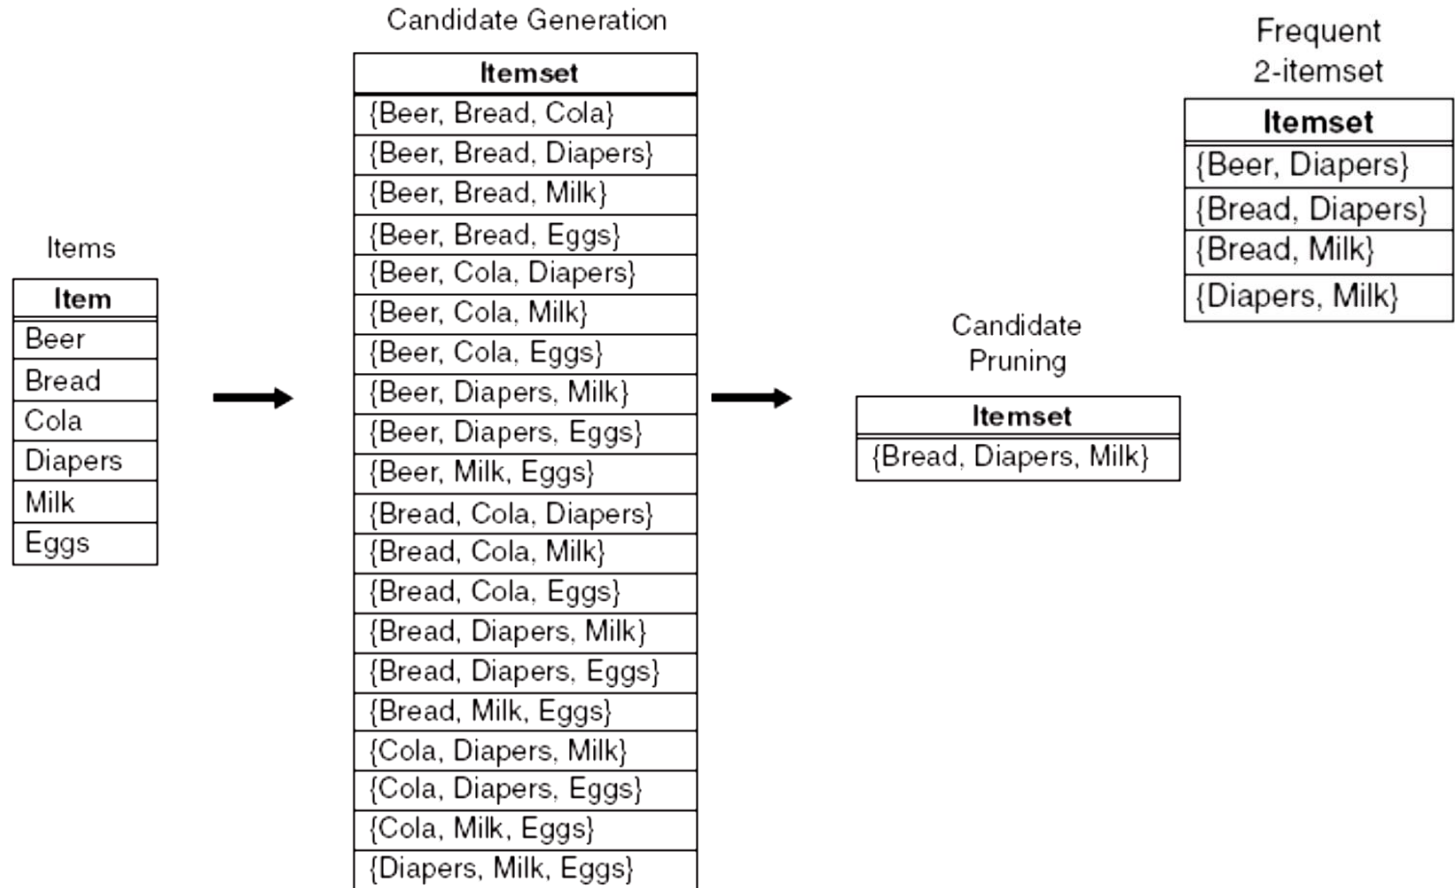 Items
Item
Beer
Bread
Cola
Diapers
Milk
Eggs
Candidate Generation
Itemset
{Beer, Bread, Cola}
{Beer, Bread, Diapers}
{Beer, Bread, Milk}
{Beer, Bread, Eggs}
{Beer, Cola, Diapers}
{Beer, Cola, Milk}
{Beer, Cola, Eggs}
{Beer, Diapers, Milk}
{Beer, Diapers, Eggs}
{Beer, Milk, Eggs}
{Bread, Cola, Diapers}
{Bread, Cola, Milk}
{Bread, Cola, Eggs}
{Bread, Diapers, Milk}
{Bread, Diapers, Eggs}
{Bread, Milk, Eggs}
{Cola, Diapers, Milk}
{Cola, Diapers, Eggs}
{Cola, Milk, Eggs}
{Diapers, Milk, Eggs}
Candidate
Pruning
Itemset
{Bread, Diapers, Milk}
Frequent
2-itemset
Itemset
{Beer, Diapers}
{Bread, Diapers}
{Bread, Milk}
{Diapers, Milk}